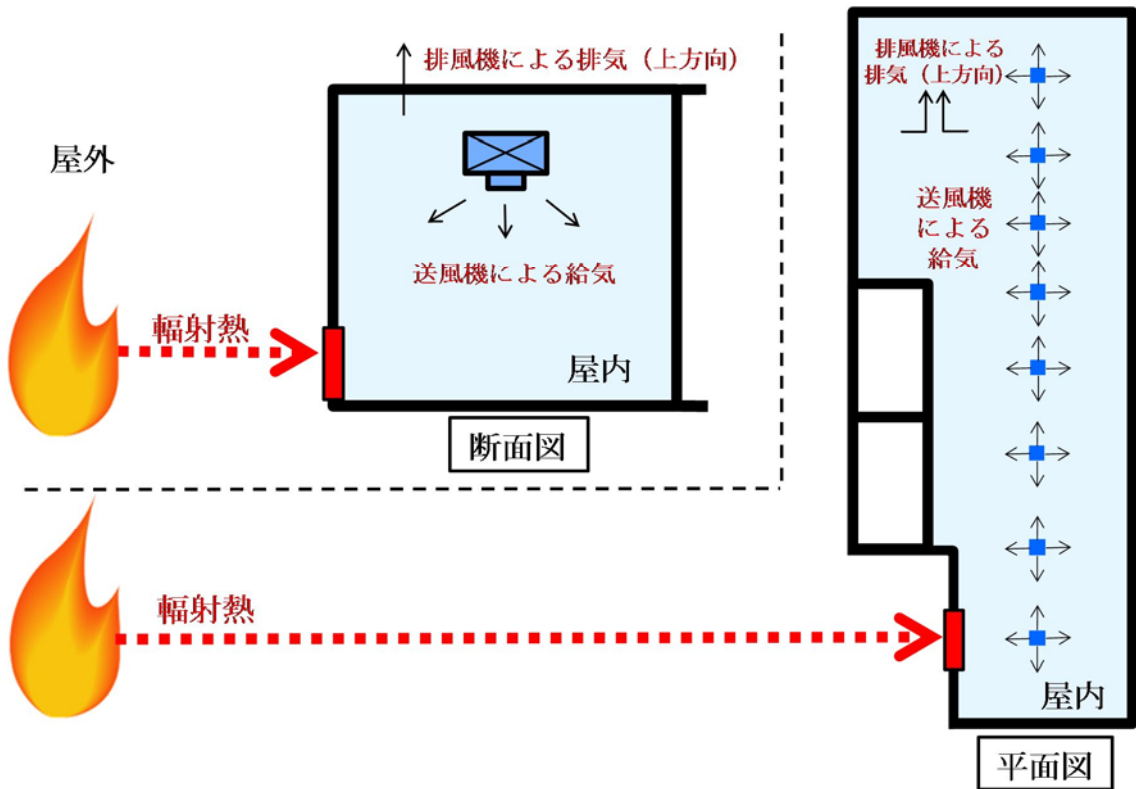 排風機による排気（上方向）
屋外
送風機による給気
輻射熱
屋内
断面図
輻射熱
排風機による
排気（上方向）
送風機
による
給気
屋内
平面図